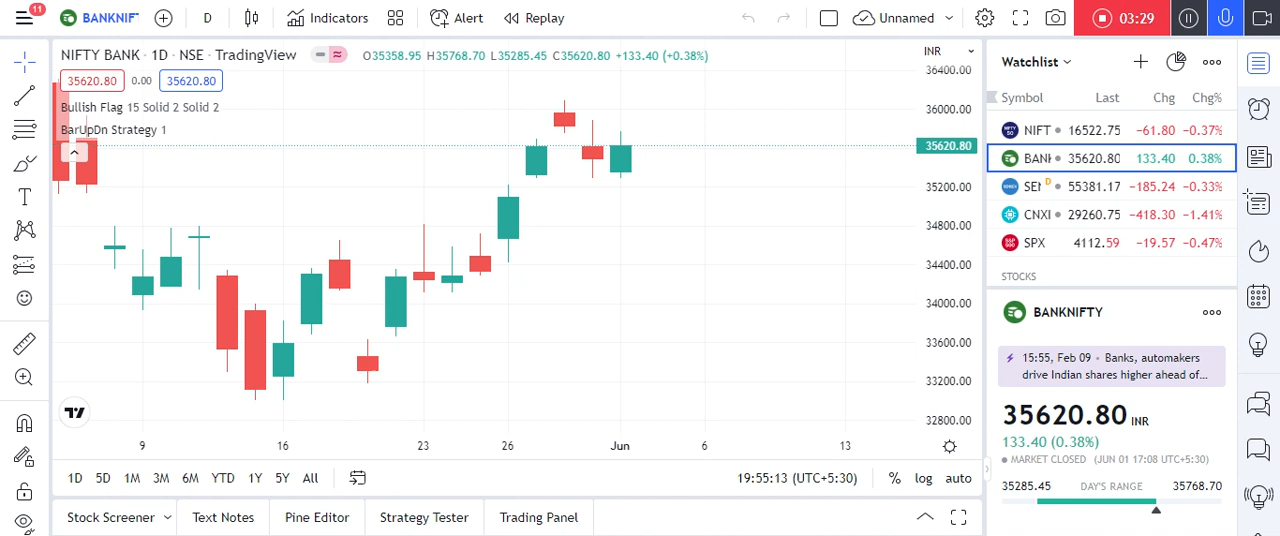 11
BANKNIF
D
Indicators
Alert
Replay
Unnamed
03:29
NIFTY BANK · 1D · NSE · TradingView
O35358.95 H35768.70 L35285.45 C35620.80 +133.40 (+0.38%)
INR
35620.80 0.00 35620.80
Bullish Flag 15 Solid 2 Solid 2
BarUpDn Strategy 1
36400.00
36000.00
35620.80
35200.00
34800.00
34400.00
34000.00
33600.00
33200.00
32800.00
9 16 23 26 Jun 6 13
1D 5D 1M 3M 6M YTD 1Y 5Y All
19:55:13 (UTC+5:30)
% log auto
Stock Screener
Text Notes
Pine Editor
Strategy Tester
Trading Panel
Watchlist
Symbol Last Chg Chg%
NIFT 16522.75 −61.80 −0.37%
BANK 35620.80 133.40 0.38%
SEN D 55381.17 −185.24 −0.33%
CNXI 29260.75 −418.30 −1.41%
SPX 4112.59 −19.57 −0.47%
STOCKS
BANKNIFTY
15:55, Feb 09 • Banks, automakers
drive Indian shares higher ahead of...
35620.80 INR
133.40 (0.38%)
MARKET CLOSED (JUN 01 17:08 UTC+5:30)
35285.45 DAY'S RANGE 35768.70